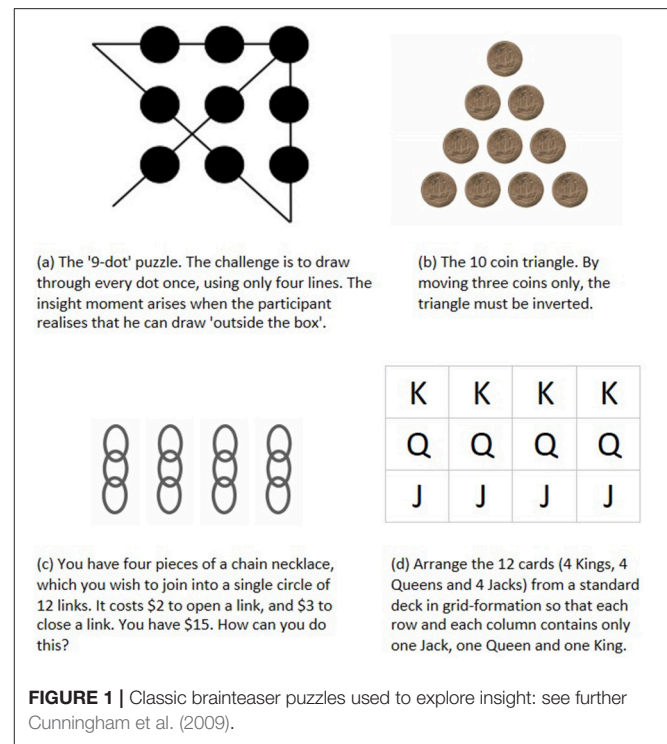 (a) The '9-dot' puzzle. The challenge is to draw
through every dot once, using only four lines. The
insight moment arises when the participant
realises that he can draw 'outside the box'.
(b) The 10 coin triangle. By
moving three coins only, the
triangle must be inverted.
K K K K
Q Q Q Q
J J J J
(c) You have four pieces of a chain necklace,
which you wish to join into a single circle of
12 links. It costs $2 to open a link, and $3 to
close a link. You have $15. How can you do
this?
(d) Arrange the 12 cards (4 Kings, 4
Queens and 4 Jacks) from a standard
deck in grid-formation so that each
row and each column contains only
one Jack, one Queen and one King.
FIGURE 1 | Classic brainteaser puzzles used to explore insight: see further
Cunningham et al. (2009).